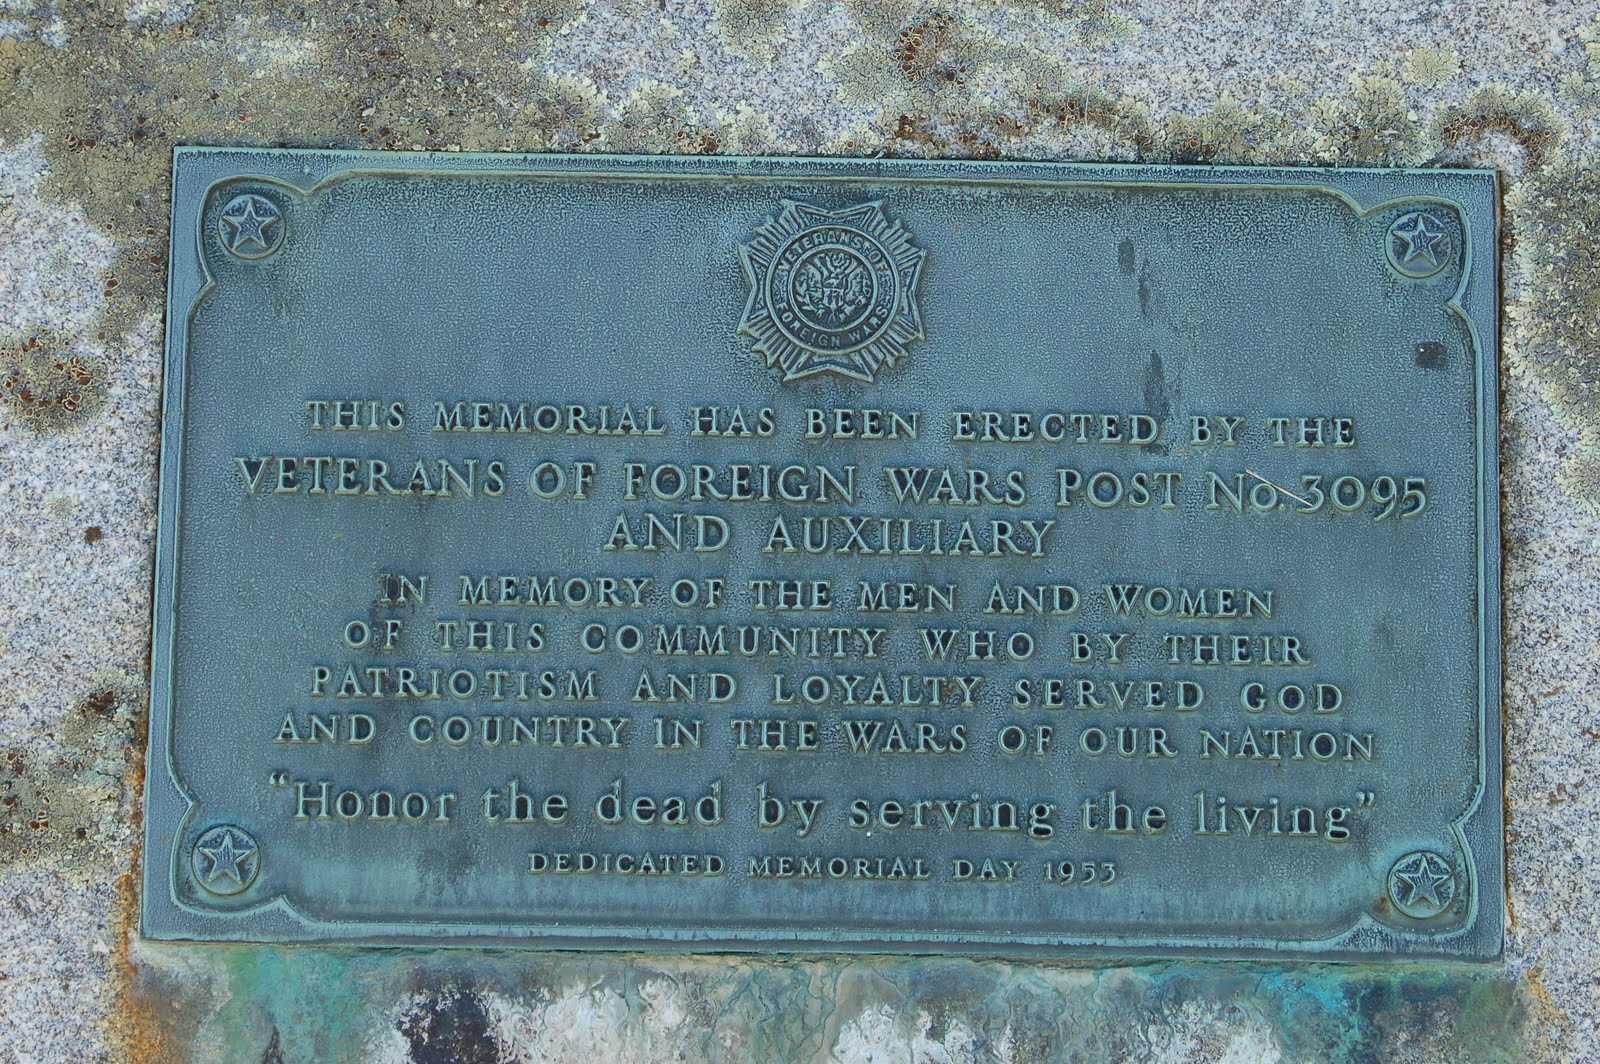 VETERANS OF
FOREIGN WARS
THIS MEMORIAL HAS BEEN ERECTED BY THE
VETERANS OF FOREIGN WARS POST No. 3095
AND AUXILIARY
IN MEMORY OF THE MEN AND WOMEN
OF THIS COMMUNITY WHO BY THEIR
PATRIOTISM AND LOYALTY SERVED GOD
AND COUNTRY IN THE WARS OF OUR NATION
“Honor the dead by serving the living”
DEDICATED MEMORIAL DAY 1953